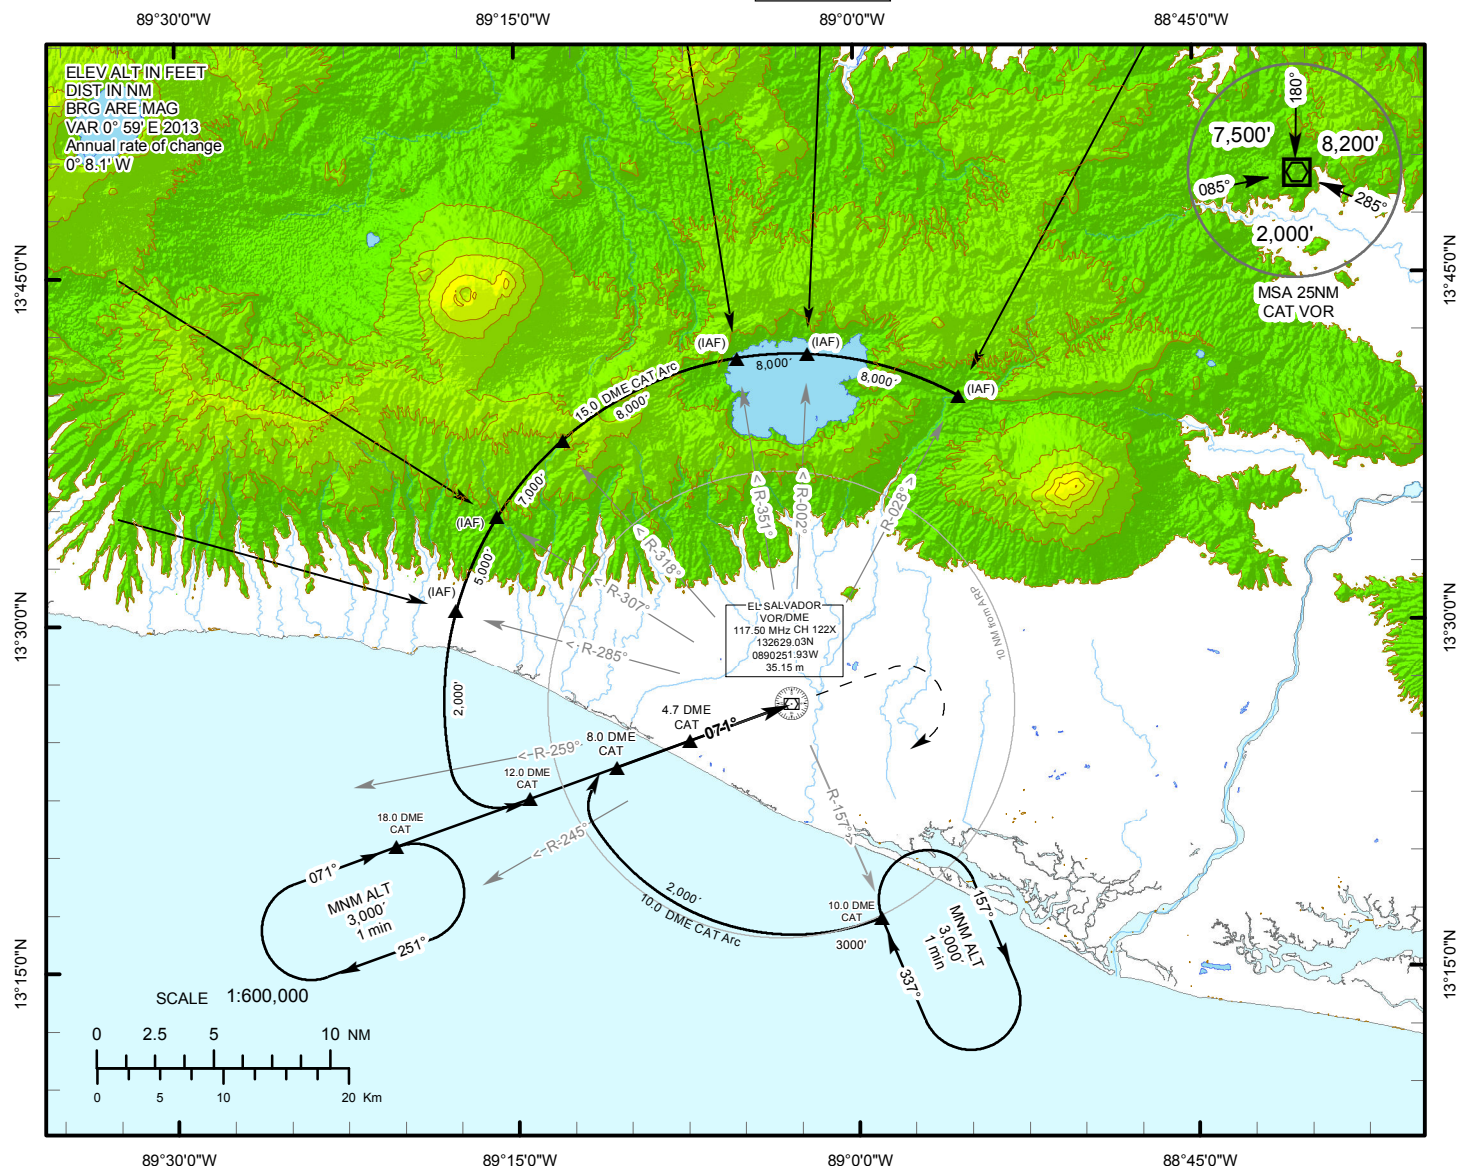 89°30'0"W
89°15'0"W
89°0'0"W
88°45'0"W
ELEV ALT IN FEET
DIST IN NM
BRG ARE MAG
VAR 0° 59' E 2013
Annual rate of change
0° 8.1' W
180°
7,500'
8,200'
085°
285°
2,000'
MSA 25NM
CAT VOR
13°45'0"N
13°45'0"N
(IAF)
(IAF)
(IAF)
8,000´
8,000´
15.0 DME CAT Arc
8,000´
7,000´
(IAF)
5,000´
(IAF)
2,000´
< R-351°
< R-002°
R-028° >
< R-318°
< R-307°
< R-285°
10 NM from ARP
EL SALVADOR
VOR/DME
117.50 MHz CH 122X
132629.03N
0890251.93W
35.15 m
13°30'0"N
13°30'0"N
4.7 DME
CAT
071°
8.0 DME
CAT
< R-259°
12.0 DME
CAT
18.0 DME
CAT
< R-245°
R-157° >
071°
MNM ALT
3,000´
1 min
251°
2,000´
10.0 DME CAT Arc
10.0 DME
CAT
3000'
157°
MNM ALT
3,000´
1 min
337°
13°15'0"N
13°15'0"N
SCALE 1:600,000
0 2.5 5 10 NM
0 5 10 20 Km
89°30'0"W
89°15'0"W
89°0'0"W
88°45'0"W